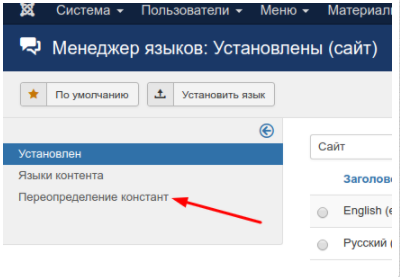 Система Пользователи Меню Материал
Менеджер языков: Установлены (сайт)
По умолчанию Установить язык
Установлен
Языки контента
Переопределение констант
Сайт
Заголово
English (e
Русский (